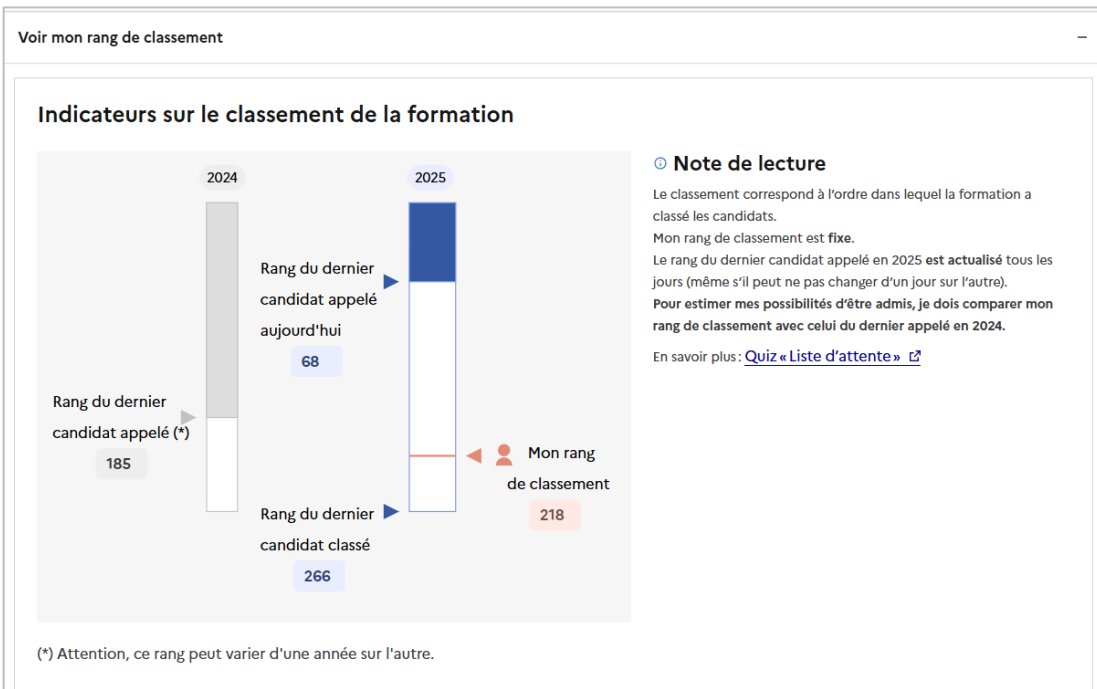 Voir mon rang de classement
Indicateurs sur le classement de la formation
2024
2025
Rang du dernier
candidat appelé
aujourd'hui
68
Rang du dernier
candidat appelé (*)
185
Mon rang
de classement
218
Rang du dernier
candidat classé
266
Note de lecture
Le classement correspond à l’ordre dans lequel la formation a
classé les candidats.
Mon rang de classement est fixe.
Le rang du dernier candidat appelé en 2025 est actualisé tous les
jours (même s’il peut ne pas changer d’un jour sur l’autre).
Pour estimer mes possibilités d’être admis, je dois comparer mon
rang de classement avec celui du dernier appelé en 2024.
En savoir plus : Quiz « Liste d’attente »
(*) Attention, ce rang peut varier d'une année sur l'autre.